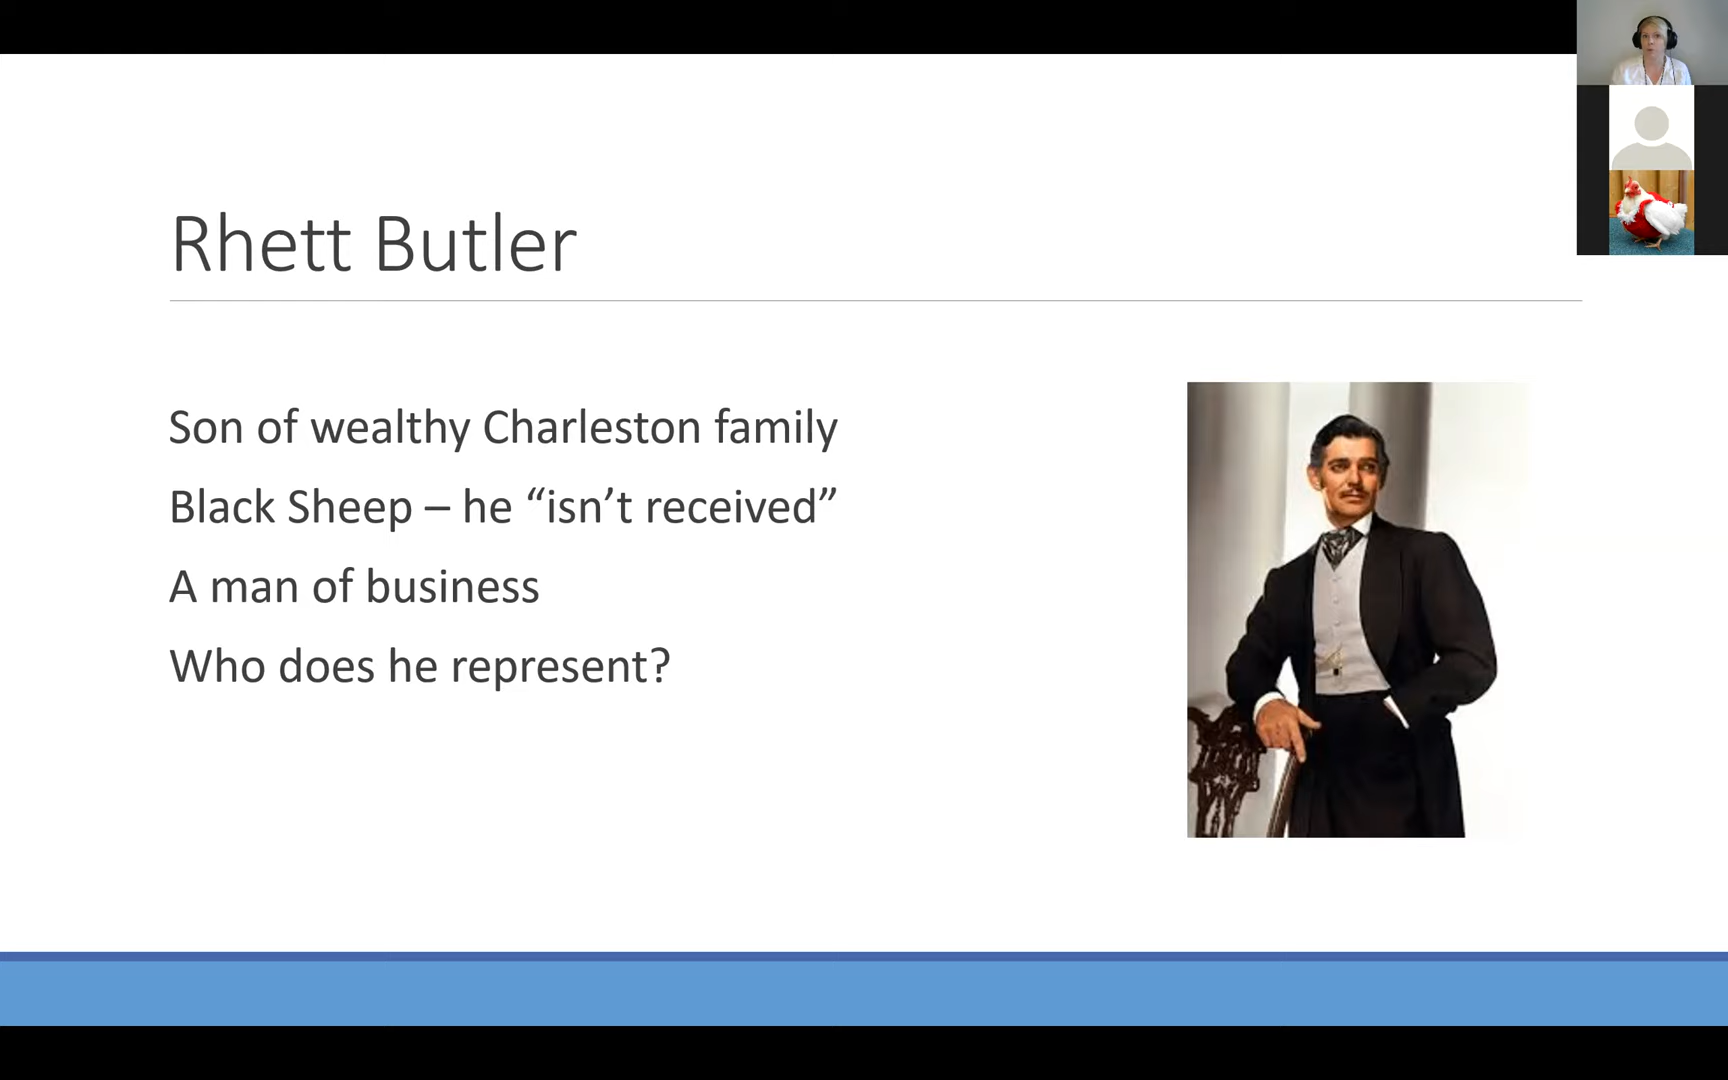 Rhett Butler
Son of wealthy Charleston family
Black Sheep – he “isn’t received”
A man of business
Who does he represent?